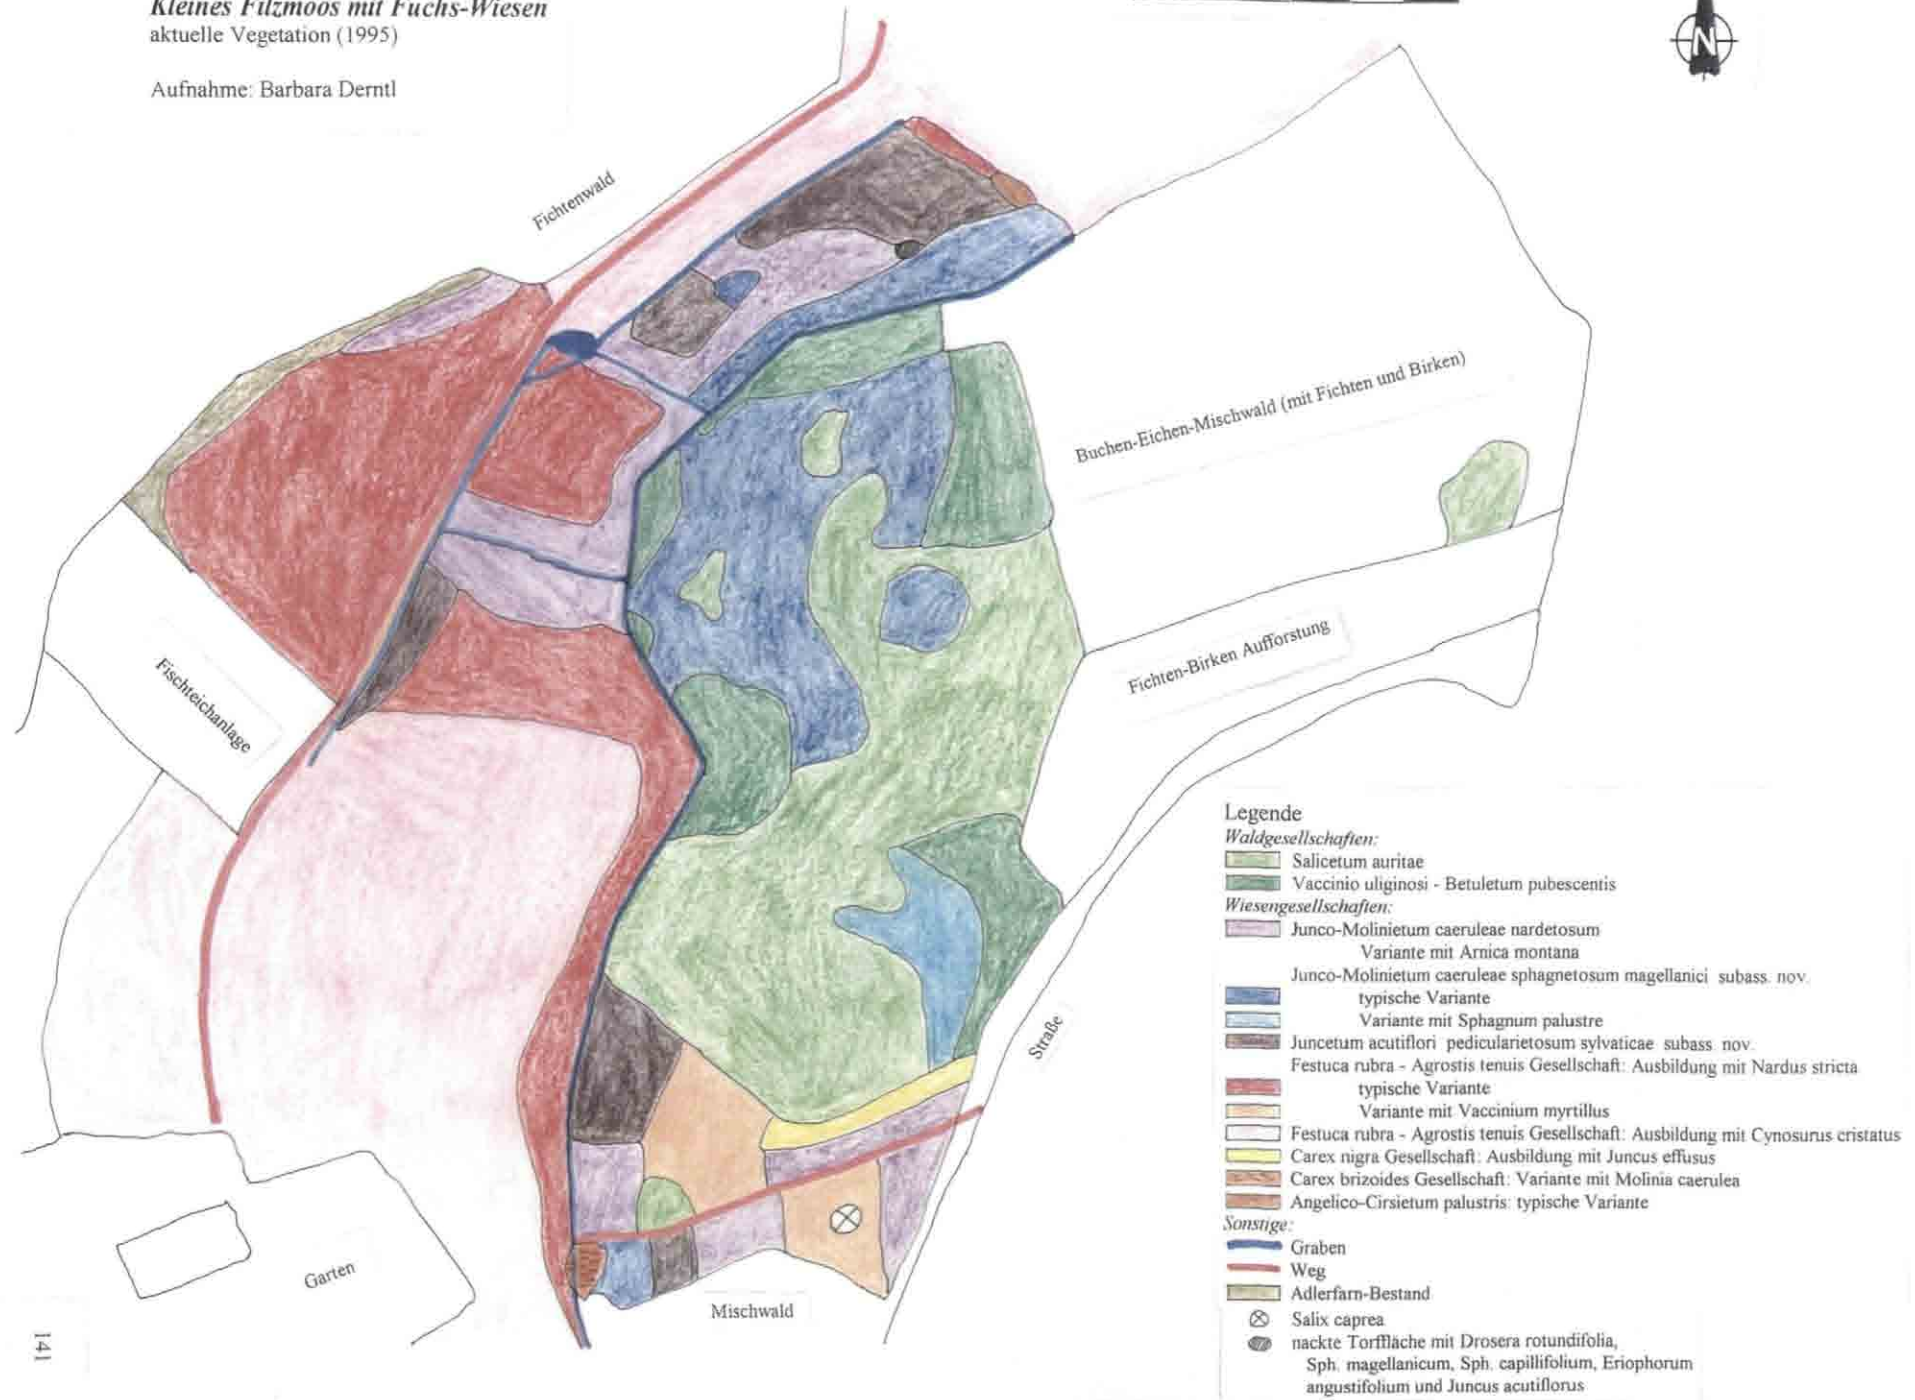 Kleines Filzmoos mit Fuchs-Wiesen
aktuelle Vegetation (1995)
Aufnahme: Barbara Derntl
N
Fichtenwald
Buchen-Eichen-Mischwald (mit Fichten und Birken)
Fichten-Birken Aufforstung
Fischteichanlage
Straße
Garten
Mischwald
141
Legende
Waldgesellschaften:
Salicetum auritae
Vaccinio uliginosi - Betuletum pubescentis
Wiesengesellschaften:
Junco-Molinietum caeruleae nardetosum
Variante mit Arnica montana
Junco-Molinietum caeruleae sphagnetosum magellanici subass. nov.
typische Variante
Variante mit Sphagnum palustre
Juncetum acutiflori pedicularietosum sylvaticae subass. nov.
Festuca rubra - Agrostis tenuis Gesellschaft: Ausbildung mit Nardus stricta
typische Variante
Variante mit Vaccinium myrtillus
Festuca rubra - Agrostis tenuis Gesellschaft: Ausbildung mit Cynosurus cristatus
Carex nigra Gesellschaft: Ausbildung mit Juncus effusus
Carex brizoides Gesellschaft: Variante mit Molinia caerulea
Angelico-Cirsietum palustris: typische Variante
Sonstige:
Graben
Weg
Adlerfarn-Bestand
Salix caprea
nackte Torffläche mit Drosera rotundifolia,
Sph. magellanicum, Sph. capillifolium, Eriophorum
angustifolium und Juncus acutiflorus